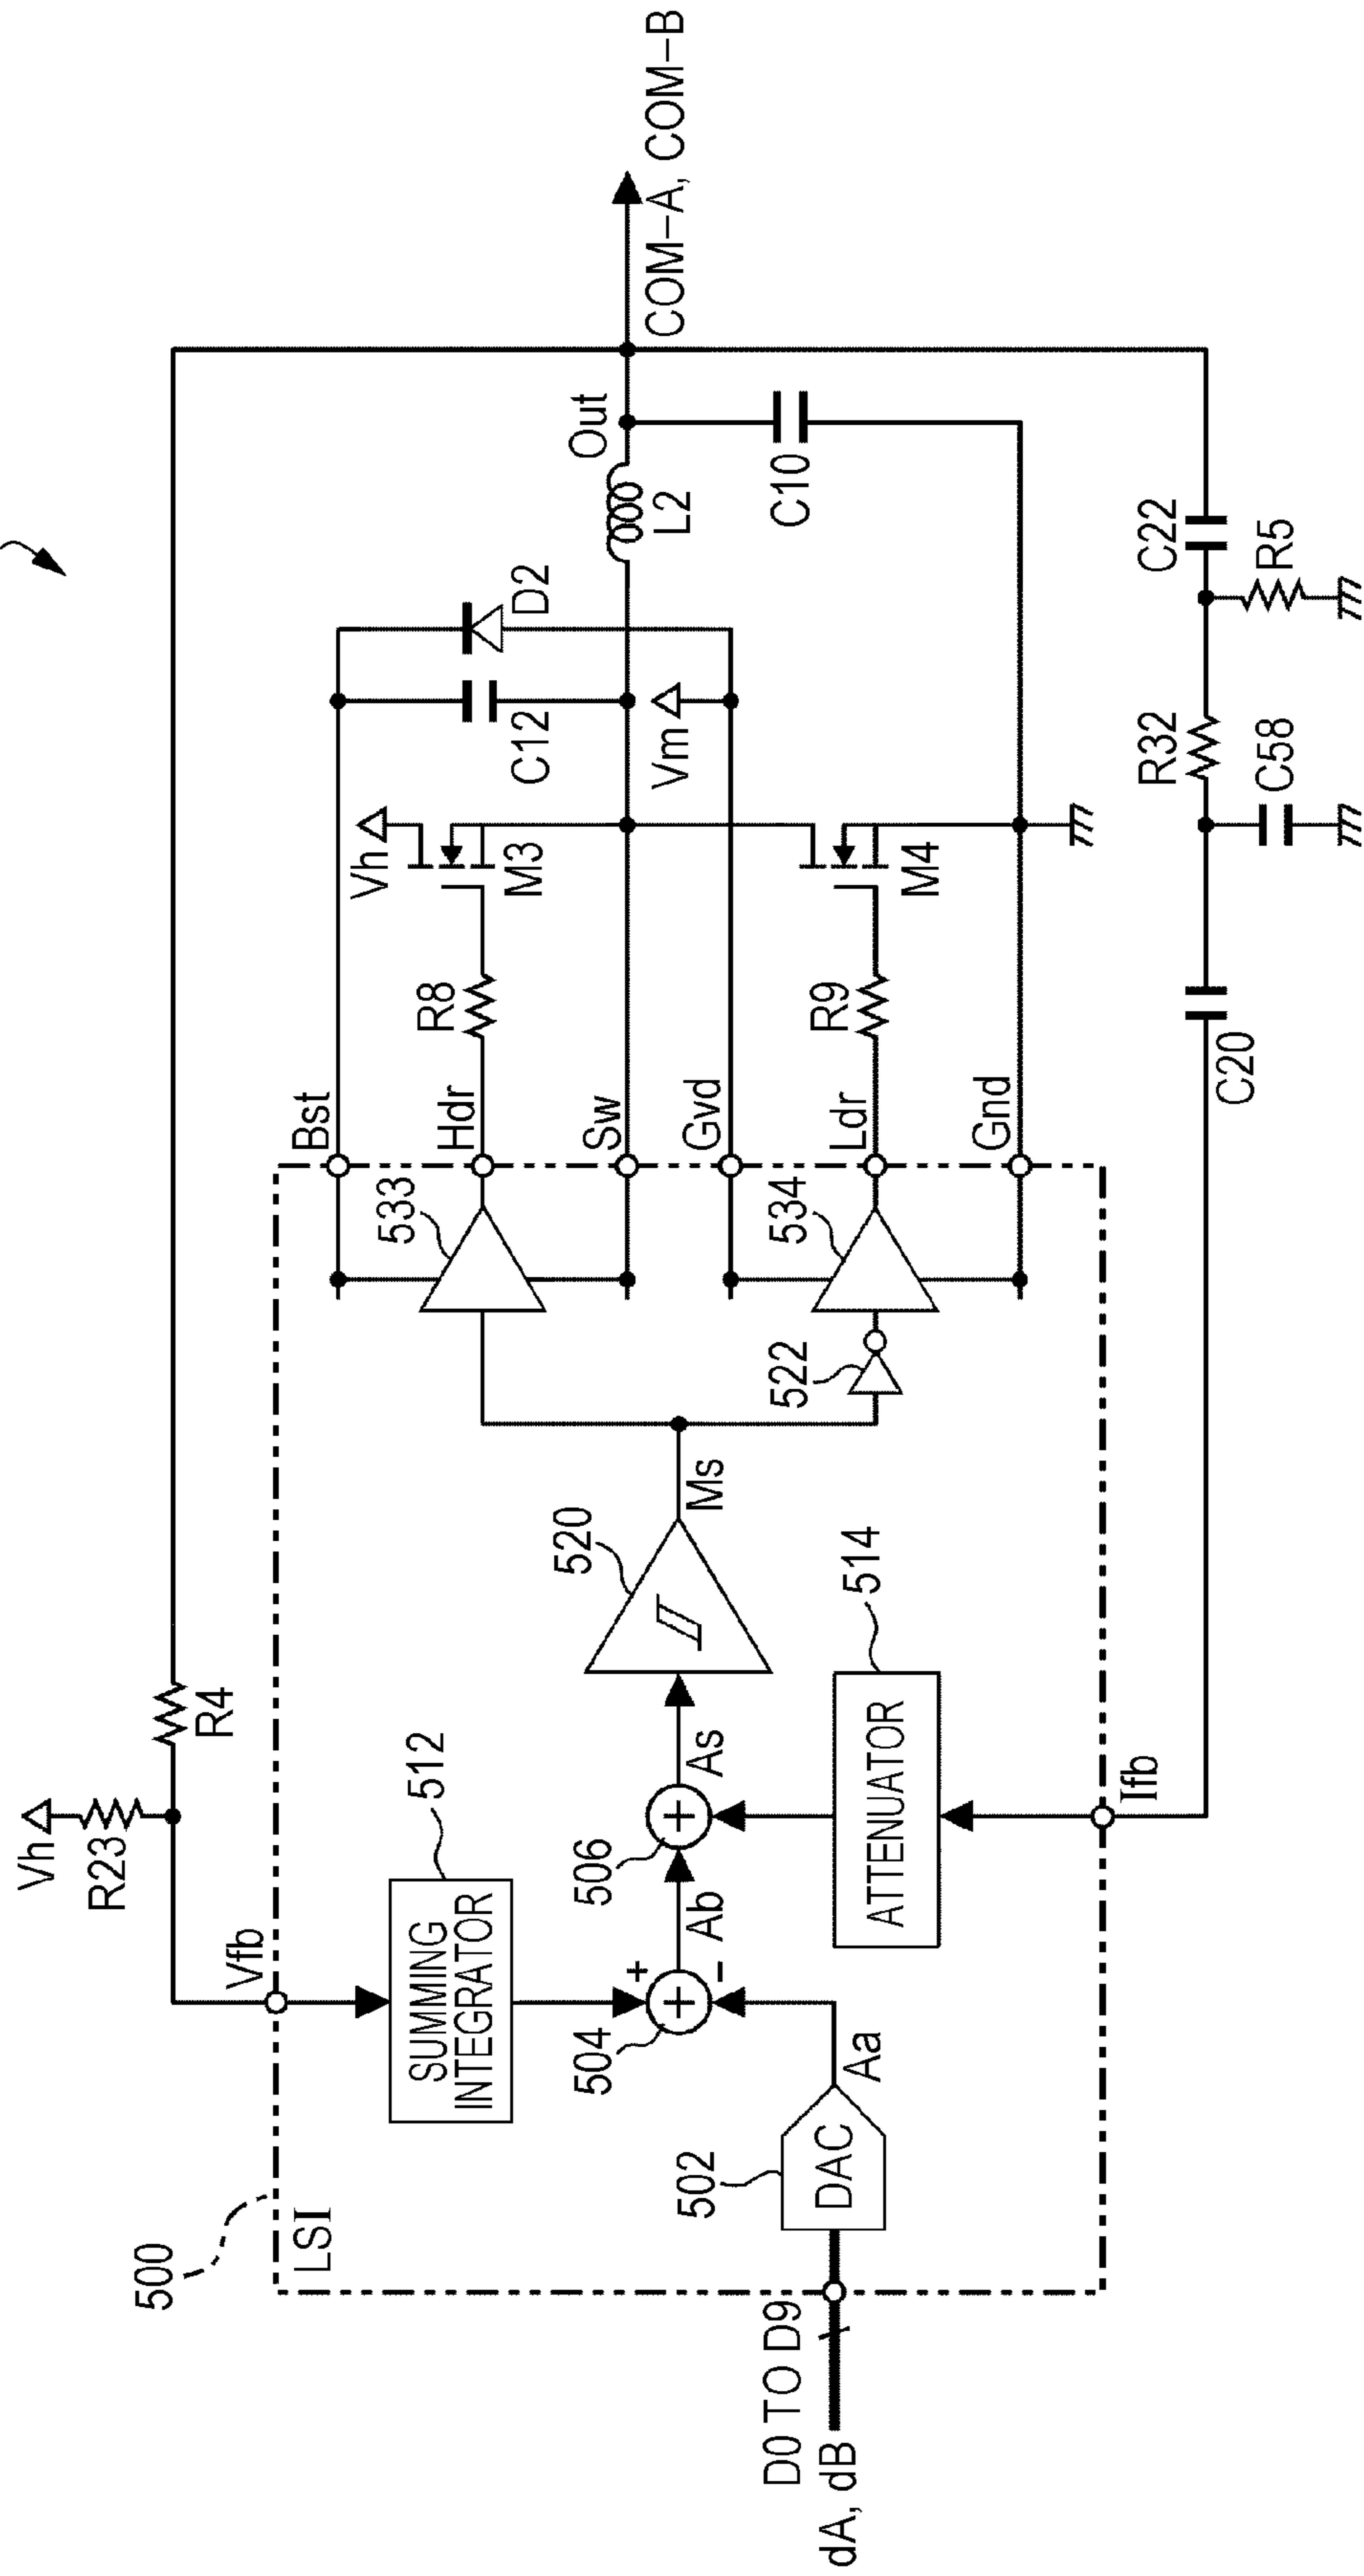 Vh
R23
R4
Vfb
500
LSI
SUMMING
INTEGRATOR
512
504
+
+
−
Ab
506
+
As
520
Ms
514
ATTENUATOR
Ifb
502
DAC
Aa
D0 TO D9
dA, dB
533
534
522
Bst
Hdr
Sw
Gvd
Ldr
Gnd
R8
R9
Vh
M3
M4
Vm
C12
D2
L2
Out
C10
COM−A, COM−B
C22
R5
R32
C58
C20